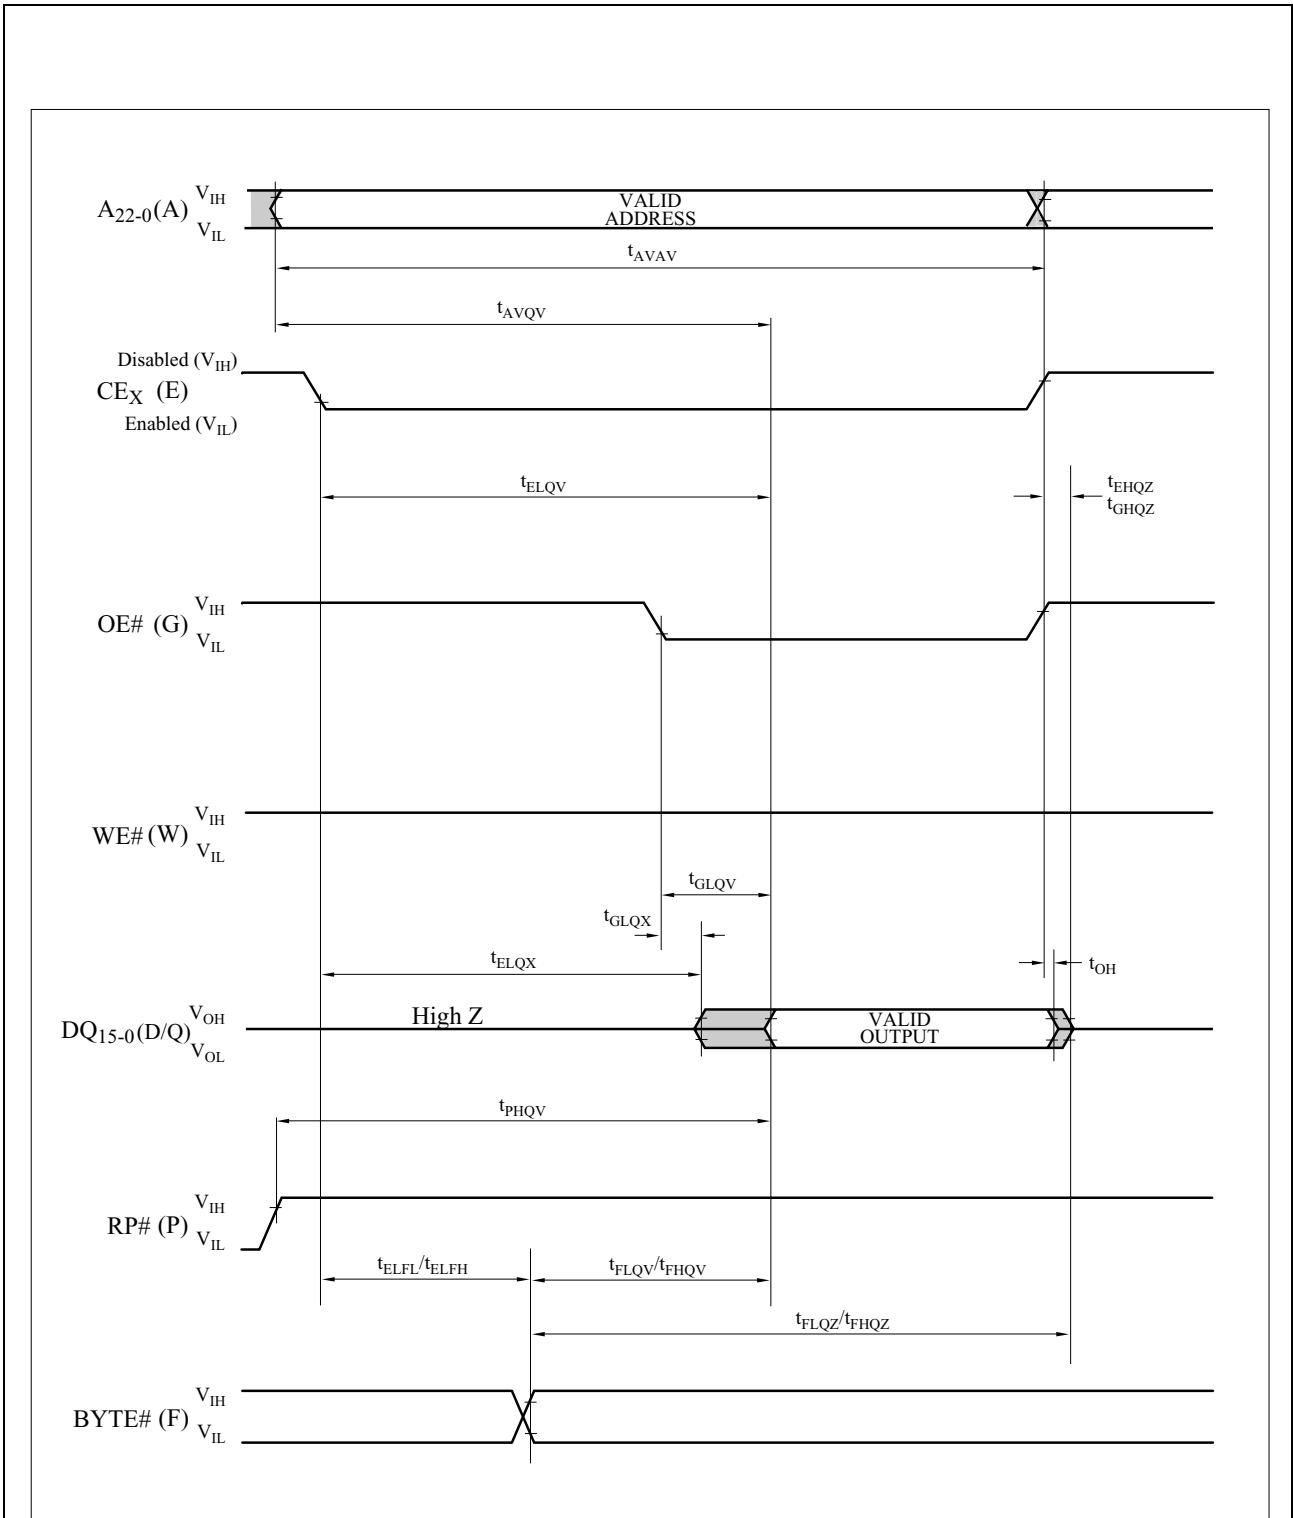 VIH
A22-0(A)
VIL
VALID
ADDRESS
tAVAV
tAVQV
Disabled (VIH)
CEX (E)
Enabled (VIL)
tELQV
tEHQZ
tGHQZ
VIH
OE# (G)
VIL
VIH
WE# (W)
VIL
tGLQV
tGLQX
tELQX
tOH
VOH
DQ15-0(D/Q)
VOL
High Z
VALID
OUTPUT
tPHQV
VIH
RP# (P)
VIL
tELFL/tELFH
tFLQV/tFHQV
tFLQZ/tFHQZ
VIH
BYTE# (F)
VIL